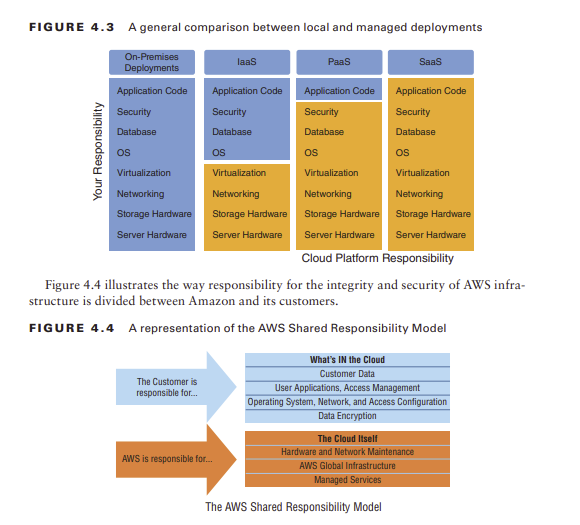 FIGURE 4.3 A general comparison between local and managed deployments
On-Premises
Deployments
IaaS
PaaS
SaaS
Your Responsibility
Application Code Application Code Application Code Application Code
Security Security Security Security
Database Database Database Database
OS OS OS OS
Virtualization Virtualization Virtualization Virtualization
Networking Networking Networking Networking
Storage Hardware Storage Hardware Storage Hardware Storage Hardware
Server Hardware Server Hardware Server Hardware Server Hardware
Cloud Platform Responsibility
Figure 4.4 illustrates the way responsibility for the integrity and security of AWS infra-
structure is divided between Amazon and its customers.
FIGURE 4.4 A representation of the AWS Shared Responsibility Model
The Customer is
responsible for...
What's IN the Cloud
Customer Data
User Applications, Access Management
Operating System, Network, and Access Configuration
Data Encryption
AWS is responsible for...
The Cloud Itself
Hardware and Network Maintenance
AWS Global Infrastructure
Managed Services
The AWS Shared Responsibility Model